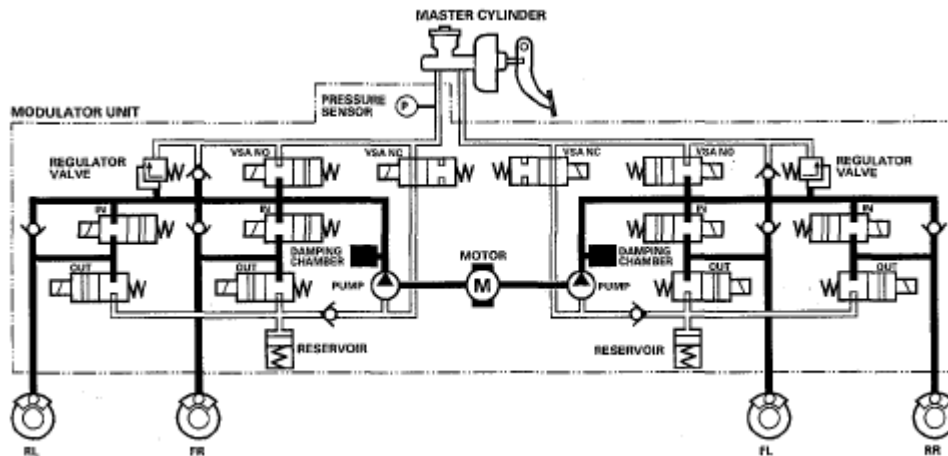 MASTER CYLINDER
PRESSURE
SENSOR
P
MODULATOR UNIT
REGULATOR
VALVE
VSA NO
VSA NC
VSA NC
VSA NO
REGULATOR
VALVE
IN
IN
IN
IN
DAMPING
CHAMBER
MOTOR
DAMPING
CHAMBER
OUT
OUT
PUMP
M
PUMP
OUT
OUT
RESERVOIR
RESERVOIR
RL
FR
FL
RR